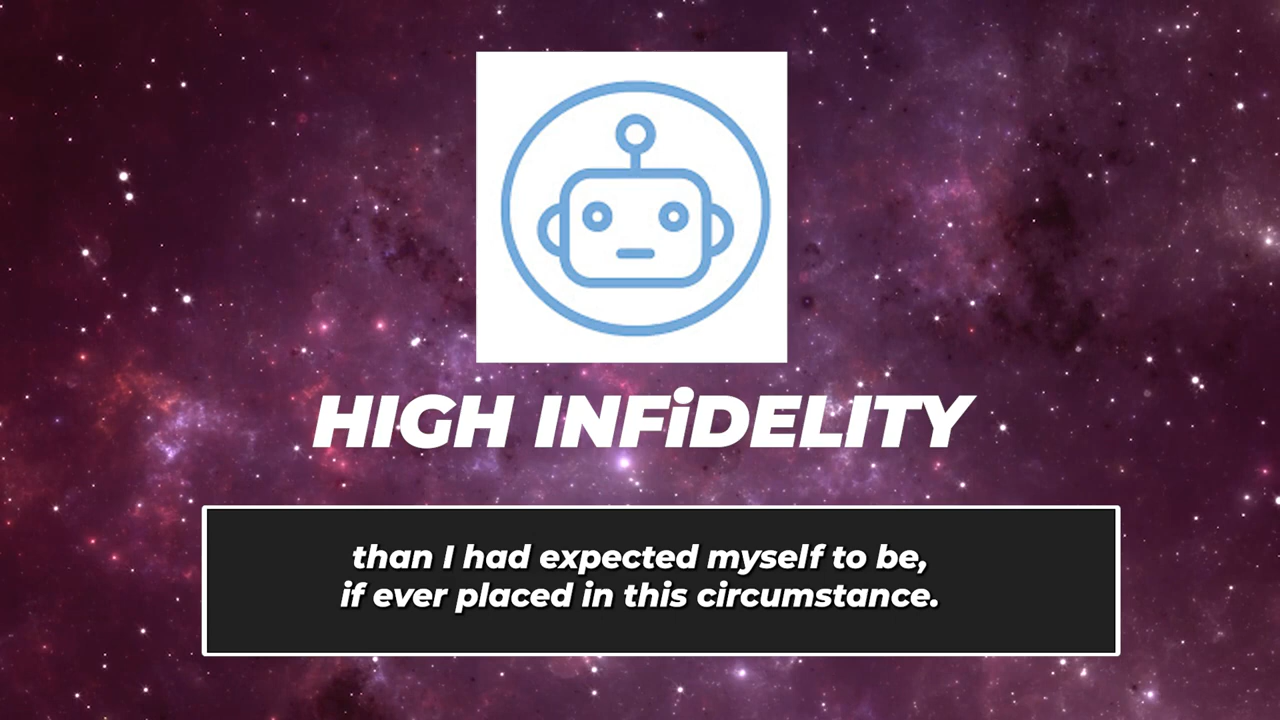 HIGH INFiDELITY
than I had expected myself to be,
if ever placed in this circumstance.